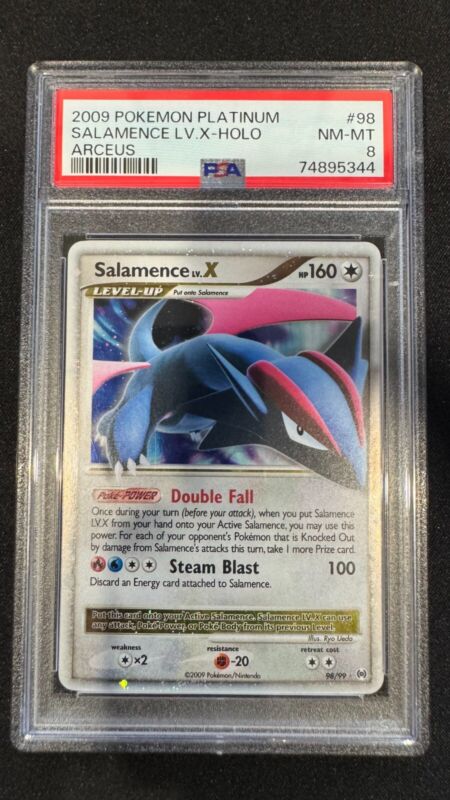 2009 POKEMON PLATINUM #98
SALAMENCE LV.X-HOLO NM-MT
ARCEUS 8
PSA 74895344
Salamence LV.X HP160
LEVEL-UP Put onto Salamence
POKÉ-POWER Double Fall
Once during your turn (before your attack), when you put Salamence
LV.X from your hand onto your Active Salamence, you may use this
power. For each of your opponent's Pokémon that is Knocked Out
by damage from Salamence's attacks this turn, take 1 more Prize card.
Steam Blast 100
Discard an Energy card attached to Salamence.
Put this card onto your Active Salamence. Salamence LV.X can use
any attack, Poké-Power, or Poké-Body from its previous Level.
Illus. Ryo Ueda
weakness resistance retreat cost
×2 -20
©2009 Pokémon/Nintendo 98/99